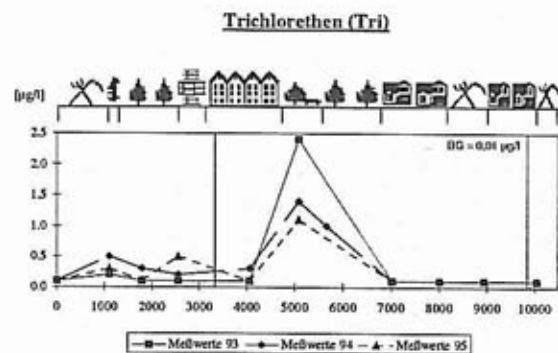 Trichlorethen (Tri)
[µg/l]
2.5
BG = 0,01 µg/l
2.0
1.5
1.0
0.5
0.0
0 1000 2000 3000 4000 5000 6000 7000 8000 9000 10000
Meßwerte 93 Meßwerte 94 Meßwerte 95